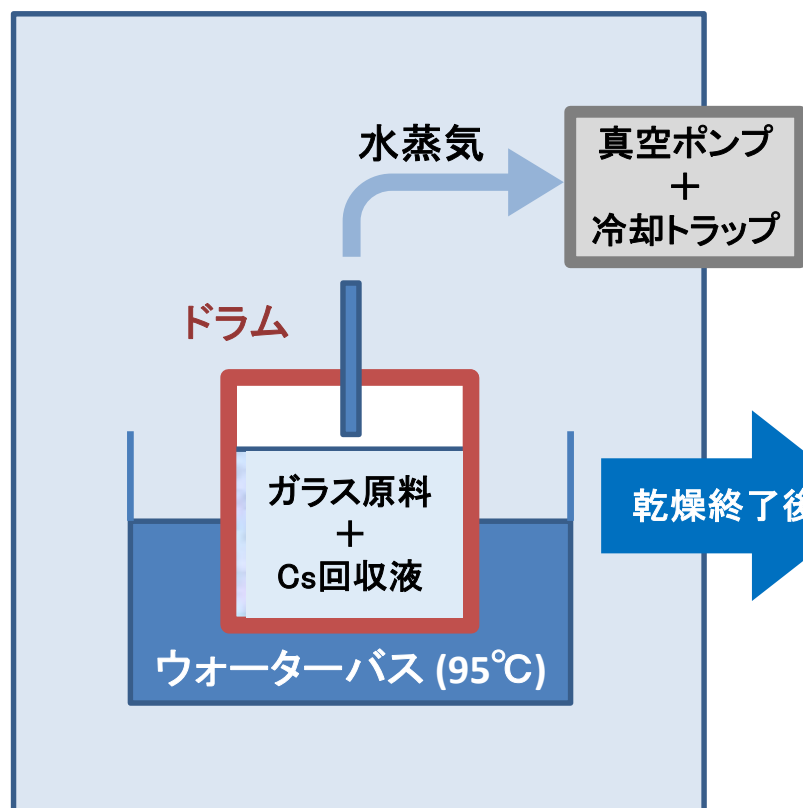 水蒸気
真空ポンプ
＋
冷却トラップ
ドラム
ガラス原料
＋
Cs回収液
乾燥終了後
ウォーターバス (95℃)